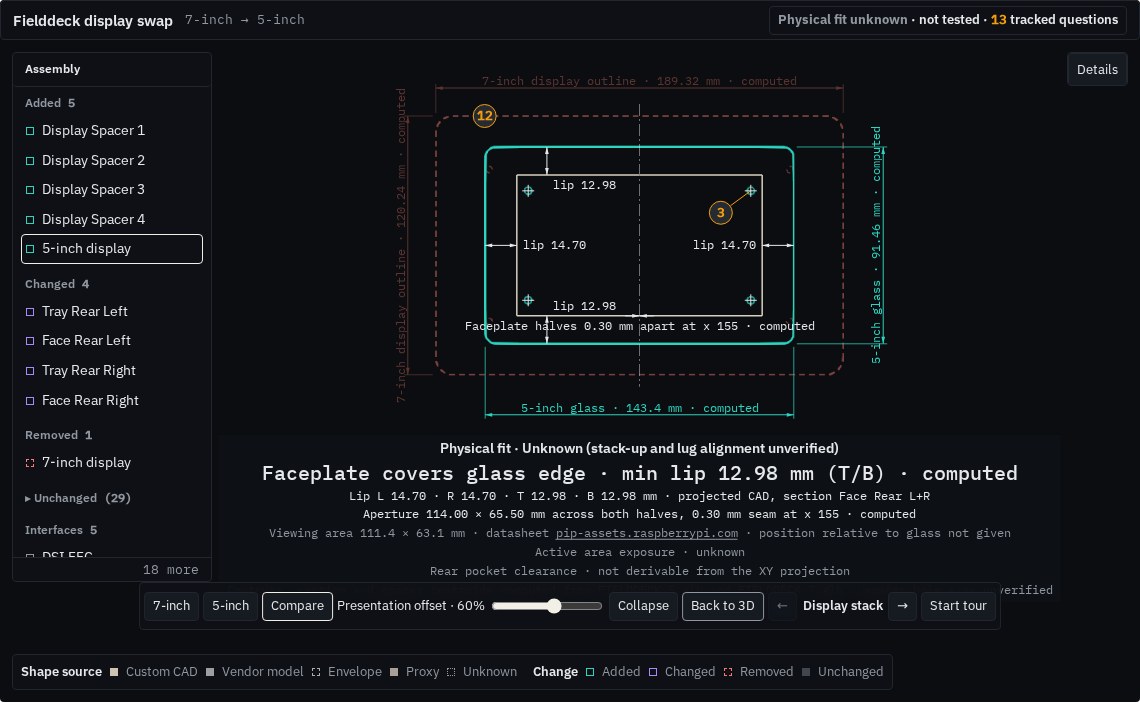 Fielddeck display swap 7-inch → 5-inch
Physical fit unknown · not tested · 13 tracked questions
Assembly
Added 5
Display Spacer 1
Display Spacer 2
Display Spacer 3
Display Spacer 4
5-inch display
Changed 4
Tray Rear Left
Face Rear Left
Tray Rear Right
Face Rear Right
Removed 1
7-inch display
▸ Unchanged (29)
Interfaces 5
18 more
Details
7-inch display outline · 189.32 mm · computed
7-inch display outline · 120.24 mm · computed
12
lip 12.98
3
lip 14.70
lip 14.70
lip 12.98
Faceplate halves 0.30 mm apart at x 155 · computed
5-inch glass · 91.46 mm · computed
5-inch glass · 143.4 mm · computed
Physical fit · Unknown (stack-up and lug alignment unverified)
Faceplate covers glass edge · min lip 12.98 mm (T/B) · computed
Lip L 14.70 · R 14.70 · T 12.98 · B 12.98 mm · projected CAD, section Face Rear L+R
Aperture 114.00 × 65.50 mm across both halves, 0.30 mm seam at x 155 · computed
Viewing area 111.4 × 63.1 mm · datasheet pip-assets.raspberrypi.com · position relative to glass not given
Active area exposure · unknown
Rear pocket clearance · not derivable from the XY projection
verified
7-inch
5-inch
Compare
Presentation offset · 60%
Collapse
Back to 3D
←
Display stack
→
Start tour
Shape source Custom CAD Vendor model Envelope Proxy Unknown Change Added Changed Removed Unchanged